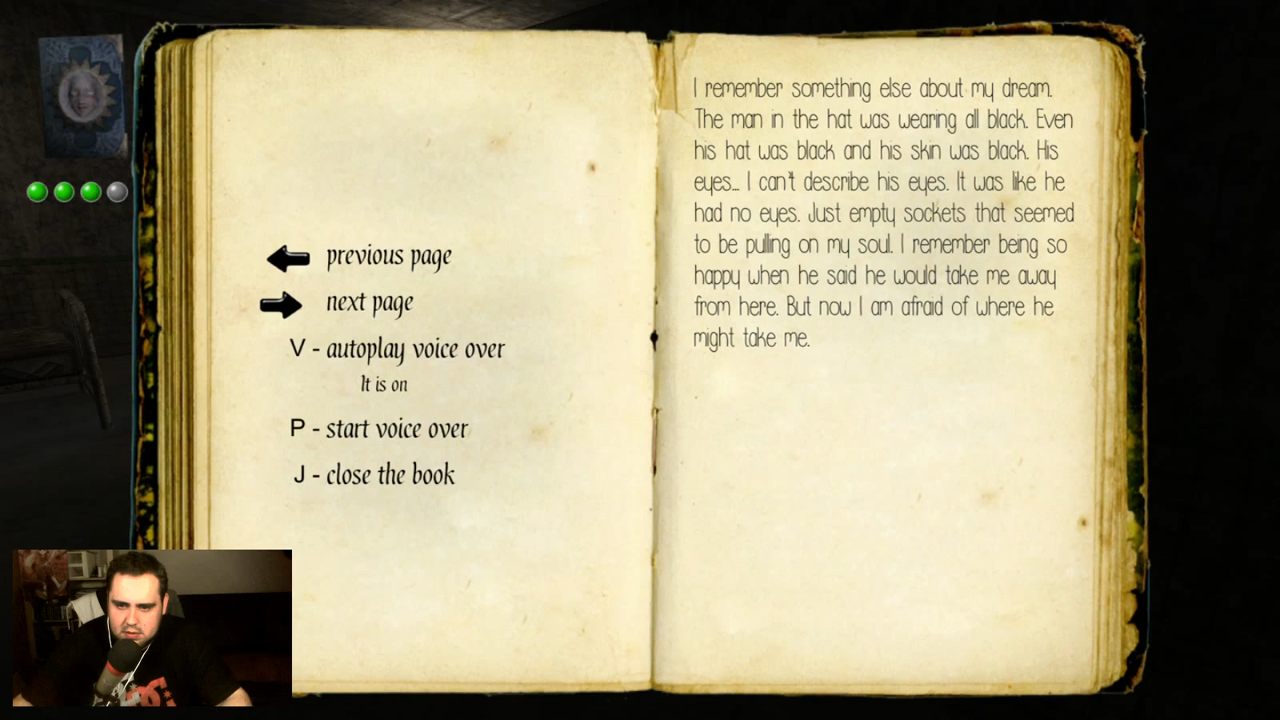 previous page
next page
V - autoplay voice over
It is on
P - start voice over
J - close the book
I remember something else about my dream.
The man in the hat was wearing all black. Even
his hat was black and his skin was black. His
eyes... I can't describe his eyes. It was like he
had no eyes. Just empty sockets that seemed
to be pulling on my soul. I remember being so
happy when he said he would take me away
from here. But now I am afraid of where he
might take me.